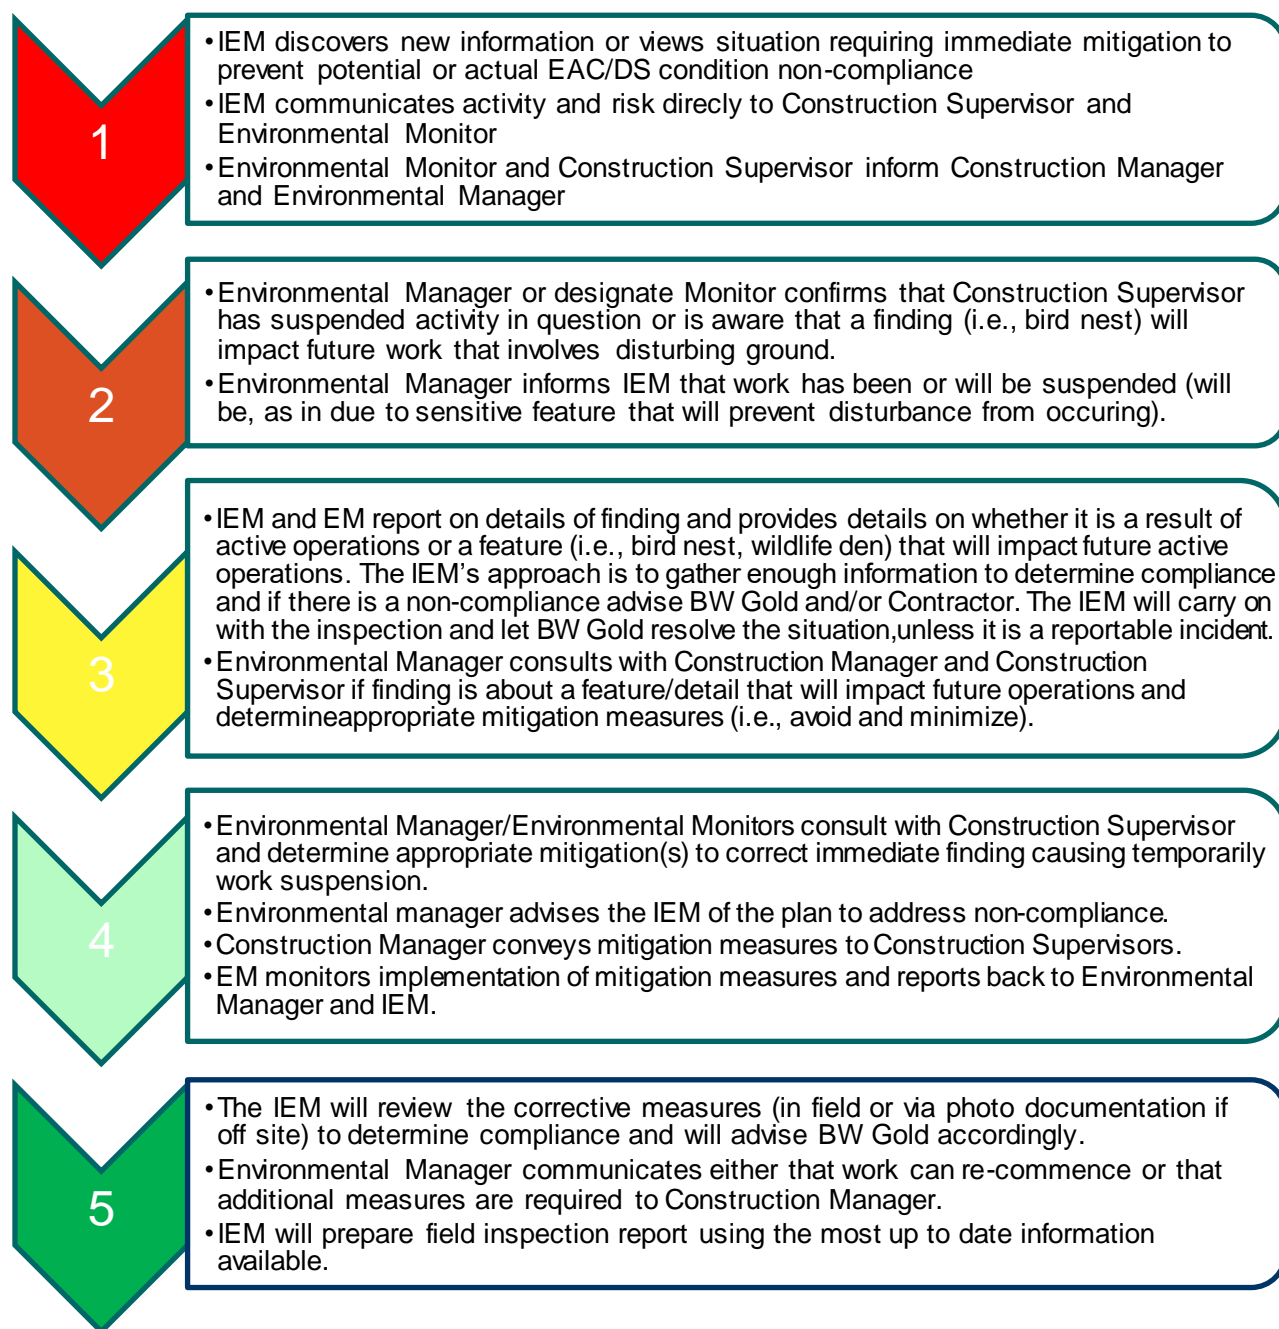 1
•IEM discovers new information or views situation requiring immediate mitigation to
prevent potential or actual EAC/DS condition non-compliance
•IEM communicates activity and risk direcly to Construction Supervisor and
Environmental Monitor
•Environmental Monitor and Construction Supervisor inform Construction Manager
and Environmental Manager
2
•Environmental Manager or designate Monitor confirms that Construction Supervisor
has suspended activity in question or is aware that a finding (i.e., bird nest) will
impact future work that involves disturbing ground.
•Environmental Manager informs IEM that work has been or will be suspended (will
be, as in due to sensitive feature that will prevent disturbance from occuring).
3
•IEM and EM report on details of finding and provides details on whether it is a result of
active operations or a feature (i.e., bird nest, wildlife den) that will impact future active
operations. The IEM's approach is to gather enough information to determine compliance
and if there is a non-compliance advise BW Gold and/or Contractor. The IEM will carry on
with the inspection and let BW Gold resolve the situation,unless it is a reportable incident.
•Environmental Manager consults with Construction Manager and Construction
Supervisor if finding is about a feature/detail that will impact future operations and
determineappropriate mitigation measures (i.e., avoid and minimize).
4
•Environmental Manager/Environmental Monitors consult with Construction Supervisor
and determine appropriate mitigation(s) to correct immediate finding causing temporarily
work suspension.
•Environmental manager advises the IEM of the plan to address non-compliance.
•Construction Manager conveys mitigation measures to Construction Supervisors.
•EM monitors implementation of mitigation measures and reports back to Environmental
Manager and IEM.
5
•The IEM will review the corrective measures (in field or via photo documentation if
off site) to determine compliance and will advise BW Gold accordingly.
•Environmental Manager communicates either that work can re-commence or that
additional measures are required to Construction Manager.
•IEM will prepare field inspection report using the most up to date information
available.